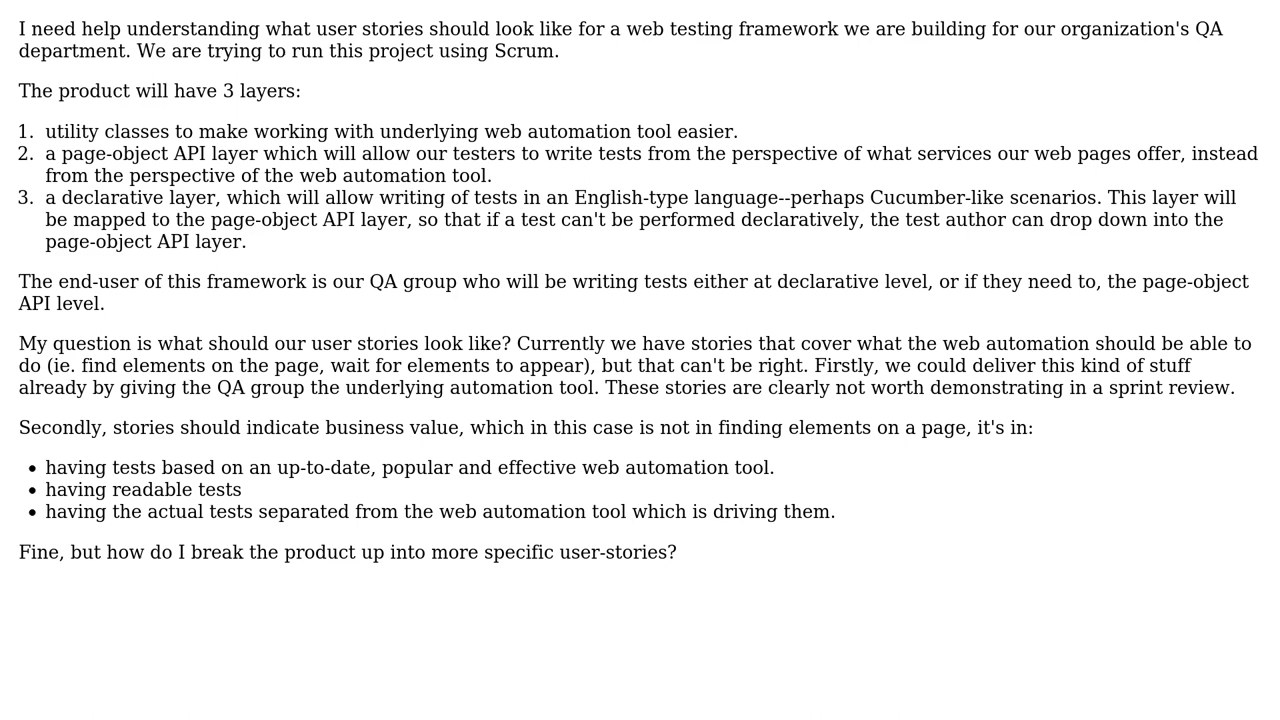 I need help understanding what user stories should look like for a web testing framework we are building for our organization's QA
department. We are trying to run this project using Scrum.
The product will have 3 layers:
1. utility classes to make working with underlying web automation tool easier.
2. a page-object API layer which will allow our testers to write tests from the perspective of what services our web pages offer, instead
from the perspective of the web automation tool.
3. a declarative layer, which will allow writing of tests in an English-type language--perhaps Cucumber-like scenarios. This layer will
be mapped to the page-object API layer, so that if a test can't be performed declaratively, the test author can drop down into the
page-object API layer.
The end-user of this framework is our QA group who will be writing tests either at declarative level, or if they need to, the page-object
API level.
My question is what should our user stories look like? Currently we have stories that cover what the web automation should be able to
do (ie. find elements on the page, wait for elements to appear), but that can't be right. Firstly, we could deliver this kind of stuff
already by giving the QA group the underlying automation tool. These stories are clearly not worth demonstrating in a sprint review.
Secondly, stories should indicate business value, which in this case is not in finding elements on a page, it's in:
• having tests based on an up-to-date, popular and effective web automation tool.
• having readable tests
• having the actual tests separated from the web automation tool which is driving them.
Fine, but how do I break the product up into more specific user-stories?